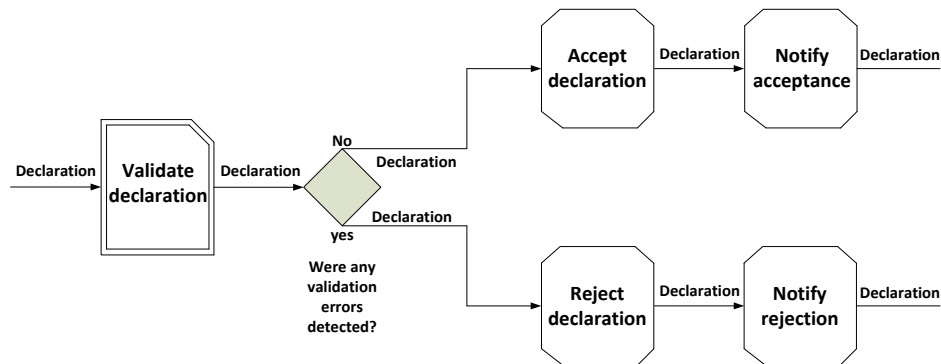 Declaration
Validate
declaration
Declaration
No
Declaration
Declaration
yes
Were any
validation
errors
detected?
Accept
declaration
Declaration
Notify
acceptance
Declaration
Reject
declaration
Declaration
Notify
rejection
Declaration